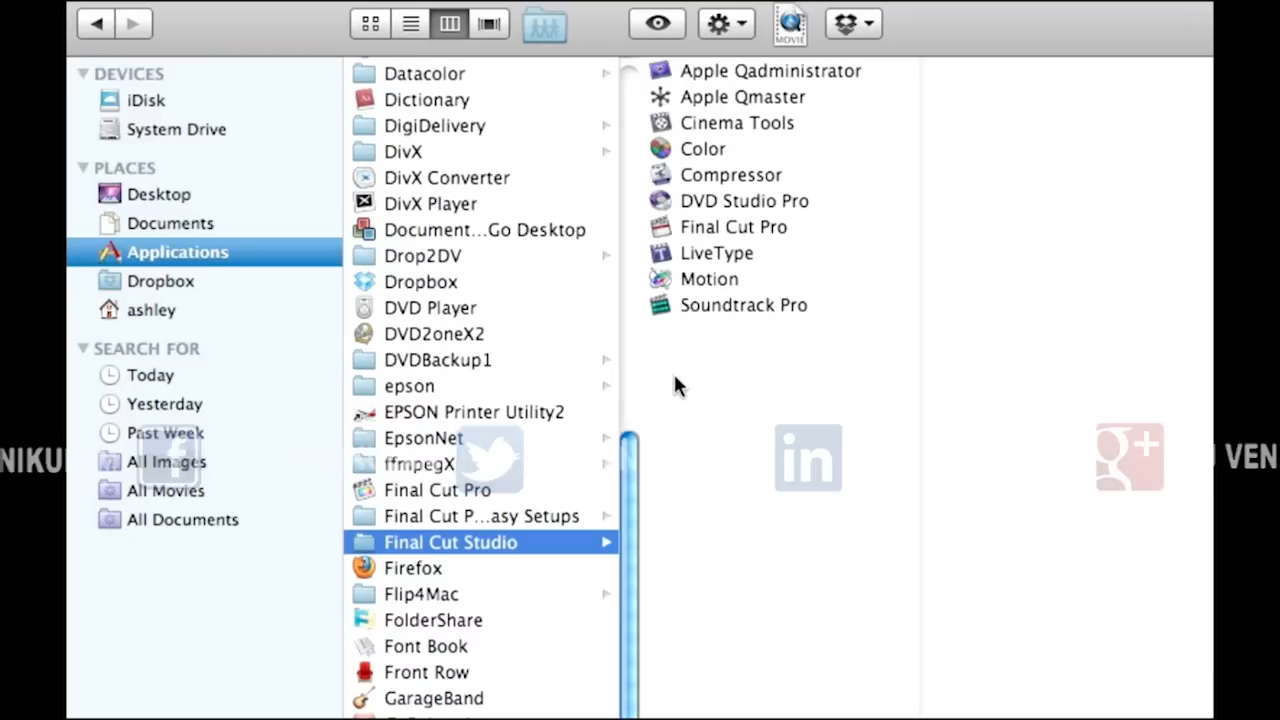 MOVIE
DEVICES
iDisk
System Drive
PLACES
Desktop
Documents
Applications
Dropbox
ashley
SEARCH FOR
Today
Yesterday
Past Week
All Images
All Movies
All Documents
Datacolor
Dictionary
DigiDelivery
DivX
DivX Converter
DivX Player
Document...Go Desktop
Drop2DV
Dropbox
DVD Player
DVD2oneX2
DVDBackup1
epson
EPSON Printer Utility2
EpsonNet
ffmpegX
Final Cut Pro
Final Cut P...asy Setups
Final Cut Studio
Firefox
Flip4Mac
FolderShare
Font Book
Front Row
GarageBand
Apple Qadministrator
Apple Qmaster
Cinema Tools
Color
Compressor
DVD Studio Pro
Final Cut Pro
LiveType
Motion
Soundtrack Pro
NIKU
f
in
g+
VEN